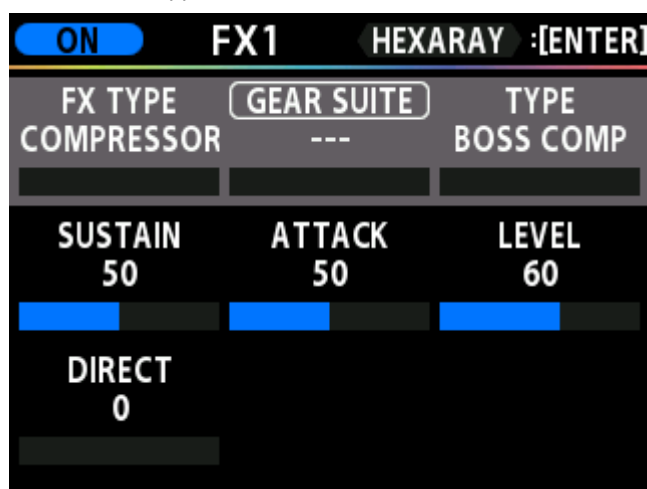 ON FX1 HEXARAY :[ENTER]
FX TYPE GEAR SUITE TYPE
COMPRESSOR --- BOSS COMP
SUSTAIN ATTACK LEVEL
50 50 60
DIRECT
0